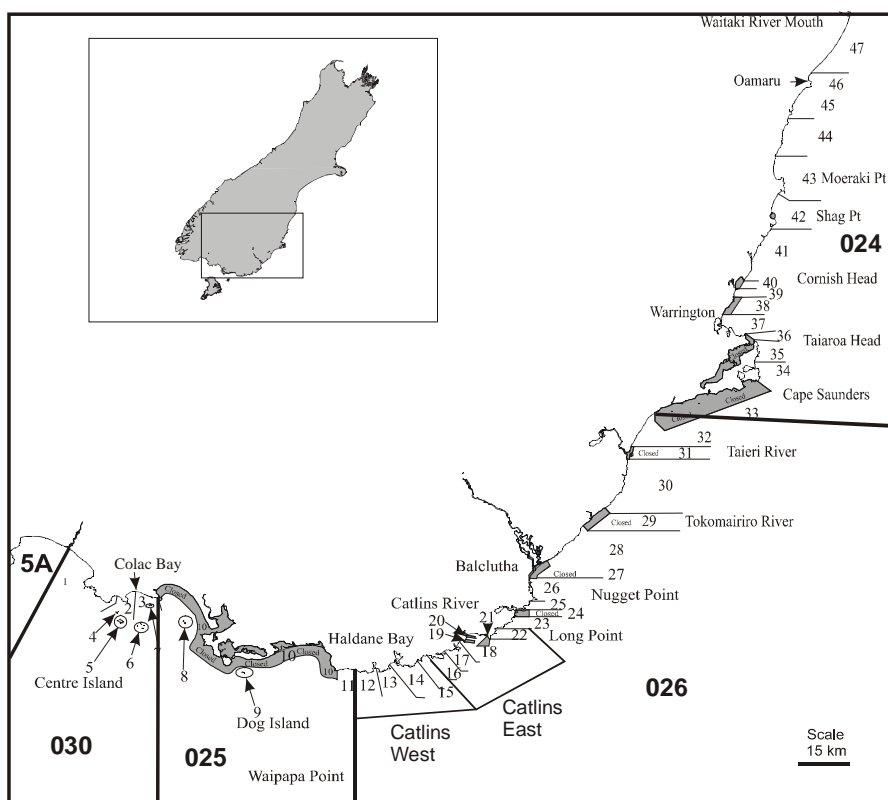 Waitaki River Mouth
47
Oamaru
46
45
44
43 Moeraki Pt
42 Shag Pt
024
41
40 Cornish Head
39
38
Warrington
37
36
Taiaroa Head
35
34
Cape Saunders
Closed
Closed
33
32
Closed 31 Taieri River
30
Closed 29 Tokomairiro River
28
Balclutha
Closed 27
26 Nugget Point
25
Catlins River
Closed 24
21
23
20
22 Long Point
19
18
17
16
15
14
13
12
11
5A
1
Colac Bay
2
3
4
5
6
7
Centre Island
Closed
10
Closed
Closed
10
Closed
10
Haldane Bay
8
9
Dog Island
026
Catlins
East
Catlins
West
030
025
Waipapa Point
Scale
15 km